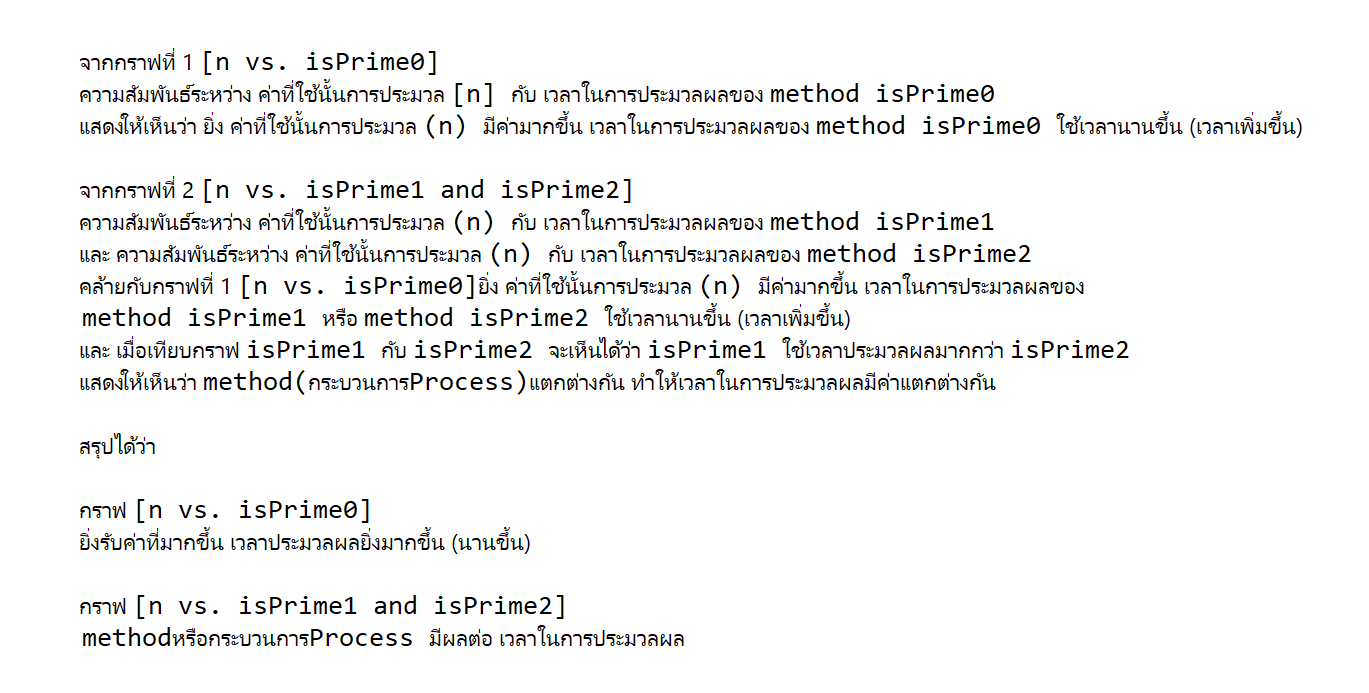 จากกราฟที่ 1 [n vs. isPrime0]
ความสัมพันธ์ระหว่าง ค่าที่ใช้นั้นการประมวล [n] กับ เวลาในการประมวลผลของ method isPrime0
แสดงให้เห็นว่า ยิ่ง ค่าที่ใช้นั้นการประมวล (n) มีค่ามากขึ้น เวลาในการประมวลผลของ method isPrime0 ใช้เวลานานขึ้น (เวลาเพิ่มขึ้น)
จากกราฟที่ 2 [n vs. isPrime1 and isPrime2]
ความสัมพันธ์ระหว่าง ค่าที่ใช้นั้นการประมวล (n) กับ เวลาในการประมวลผลของ method isPrime1
และ ความสัมพันธ์ระหว่าง ค่าที่ใช้นั้นการประมวล (n) กับ เวลาในการประมวลผลของ method isPrime2
คล้ายกับกราฟที่ 1 [n vs. isPrime0]ยิ่ง ค่าที่ใช้นั้นการประมวล (n) มีค่ามากขึ้น เวลาในการประมวลผลของ
method isPrime1 หรือ method isPrime2 ใช้เวลานานขึ้น (เวลาเพิ่มขึ้น)
และ เมื่อเทียบกราฟ isPrime1 กับ isPrime2 จะเห็นได้ว่า isPrime1 ใช้เวลาประมวลผลมากกว่า isPrime2
แสดงให้เห็นว่า method(กระบวนการProcess)แตกต่างกัน ทำให้เวลาในการประมวลผลมีค่าแตกต่างกัน
สรุปได้ว่า
กราฟ [n vs. isPrime0]
ยิ่งรับค่าที่มากขึ้น เวลาประมวลผลยิ่งมากขึ้น (นานขึ้น)
กราฟ [n vs. isPrime1 and isPrime2]
methodหรือกระบวนการProcess มีผลต่อ เวลาในการประมวลผล